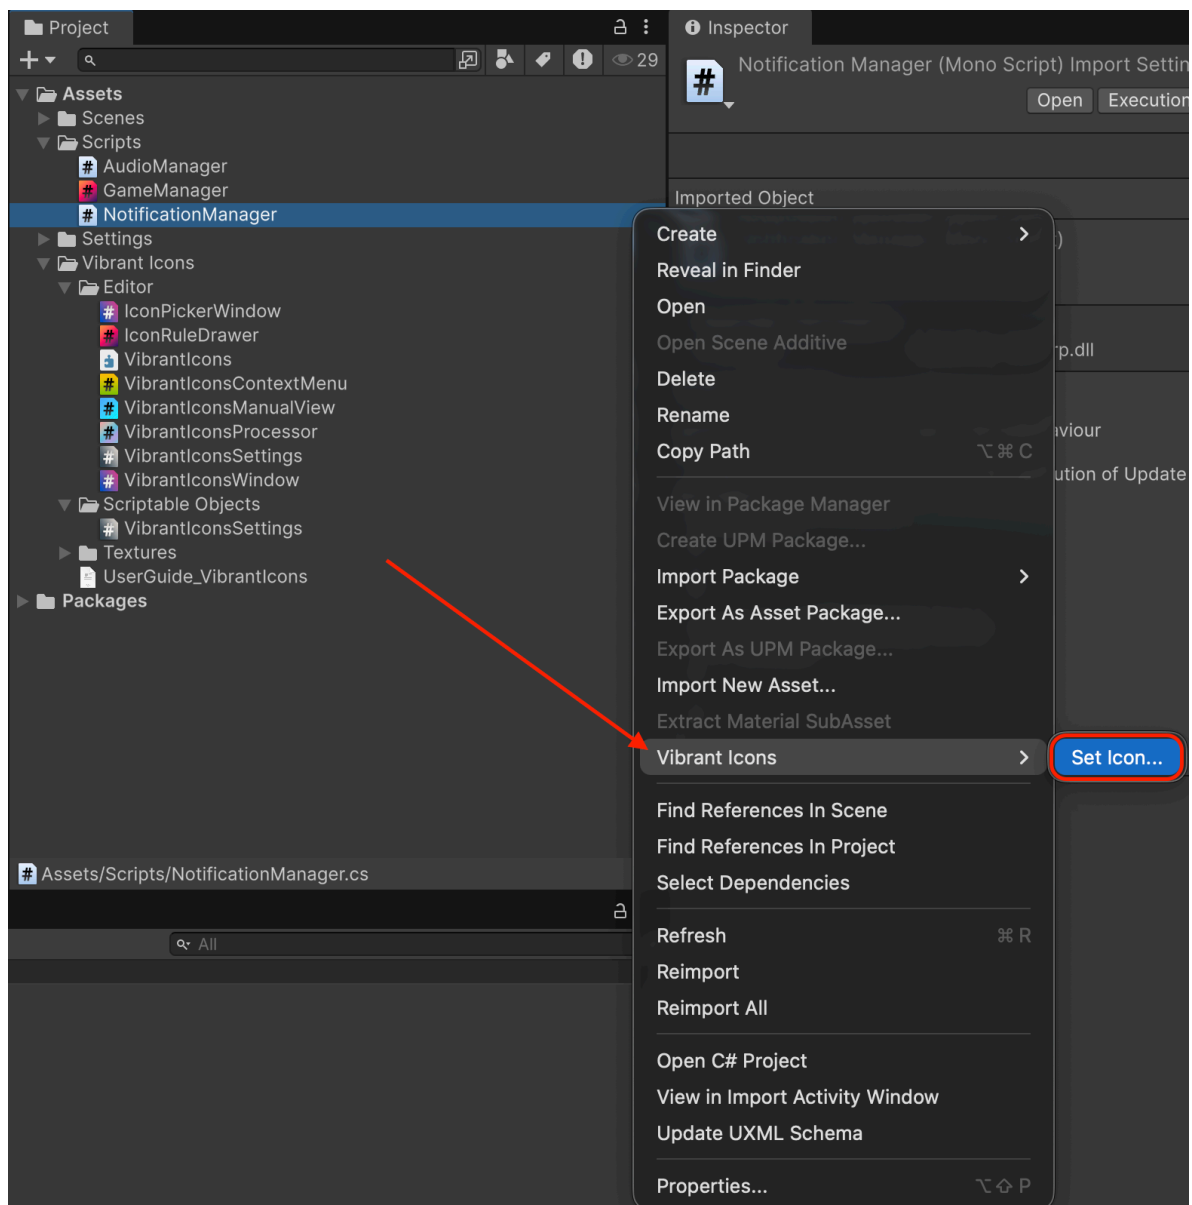 Project
Inspector
29
Notification Manager (Mono Script) Import Settin
Open
Execution
Assets
Scenes
Scripts
AudioManager
GameManager
NotificationManager
Settings
Vibrant Icons
Editor
IconPickerWindow
IconRuleDrawer
VibrantIcons
VibrantIconsContextMenu
VibrantIconsManualView
VibrantIconsProcessor
VibrantIconsSettings
VibrantIconsWindow
Scriptable Objects
VibrantIconsSettings
Textures
UserGuide_VibrantIcons
Packages
Assets/Scripts/NotificationManager.cs
All
Imported Object
)
rp.dll
aviour
ution of Update
Create
Reveal in Finder
Open
Open Scene Additive
Delete
Rename
Copy Path ⌥⌘C
View in Package Manager
Create UPM Package...
Import Package
Export As Asset Package...
Export As UPM Package...
Import New Asset...
Extract Material SubAsset
Vibrant Icons
Set Icon...
Find References In Scene
Find References In Project
Select Dependencies
Refresh ⌘R
Reimport
Reimport All
Open C# Project
View in Import Activity Window
Update UXML Schema
Properties... ⌥⇧P